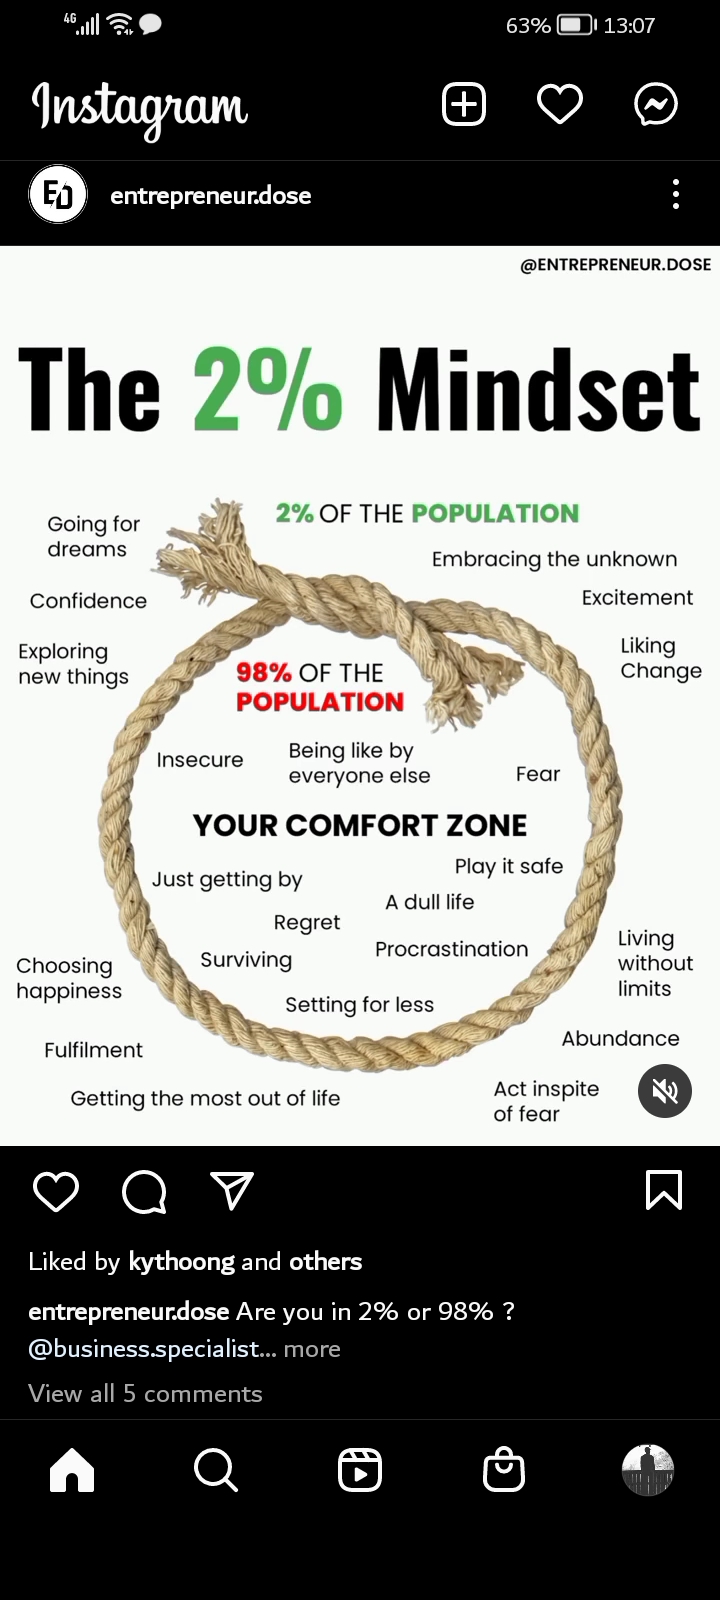 4G 63% 13:07
Instagram
ED entrepreneur.dose
@ENTREPRENEUR.DOSE
The 2% Mindset
2% OF THE POPULATION
Going for
dreams
Embracing the unknown
Confidence
Excitement
Exploring
new things
Liking
Change
98% OF THE
POPULATION
Insecure
Being like by
everyone else
Fear
YOUR COMFORT ZONE
Just getting by
Play it safe
A dull life
Regret
Surviving
Procrastination
Setting for less
Choosing
happiness
Living
without
limits
Fulfilment
Abundance
Getting the most out of life
Act inspite
of fear
Liked by kythoong and others
entrepreneur.dose Are you in 2% or 98% ?
@business.specialist... more
View all 5 comments